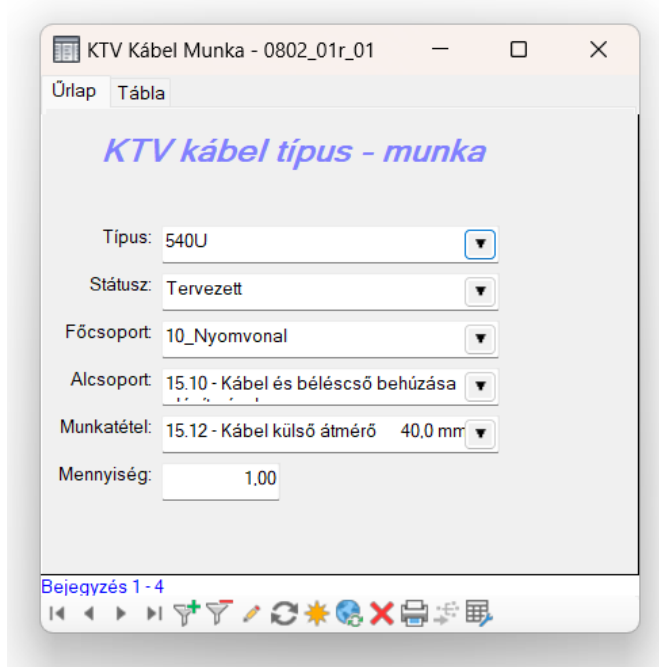 KTV Kábel Munka - 0802_01r_01
Űrlap Tábla
KTV kábel típus - munka
Típus: 540U
Státusz: Tervezett
Főcsoport: 10_Nyomvonal
Alcsoport: 15.10 - Kábel és béléscső behúzása
Munkatétel: 15.12 - Kábel külső átmérő 40,0 mm
Mennyiség: 1,00
Bejegyzés 1 - 4